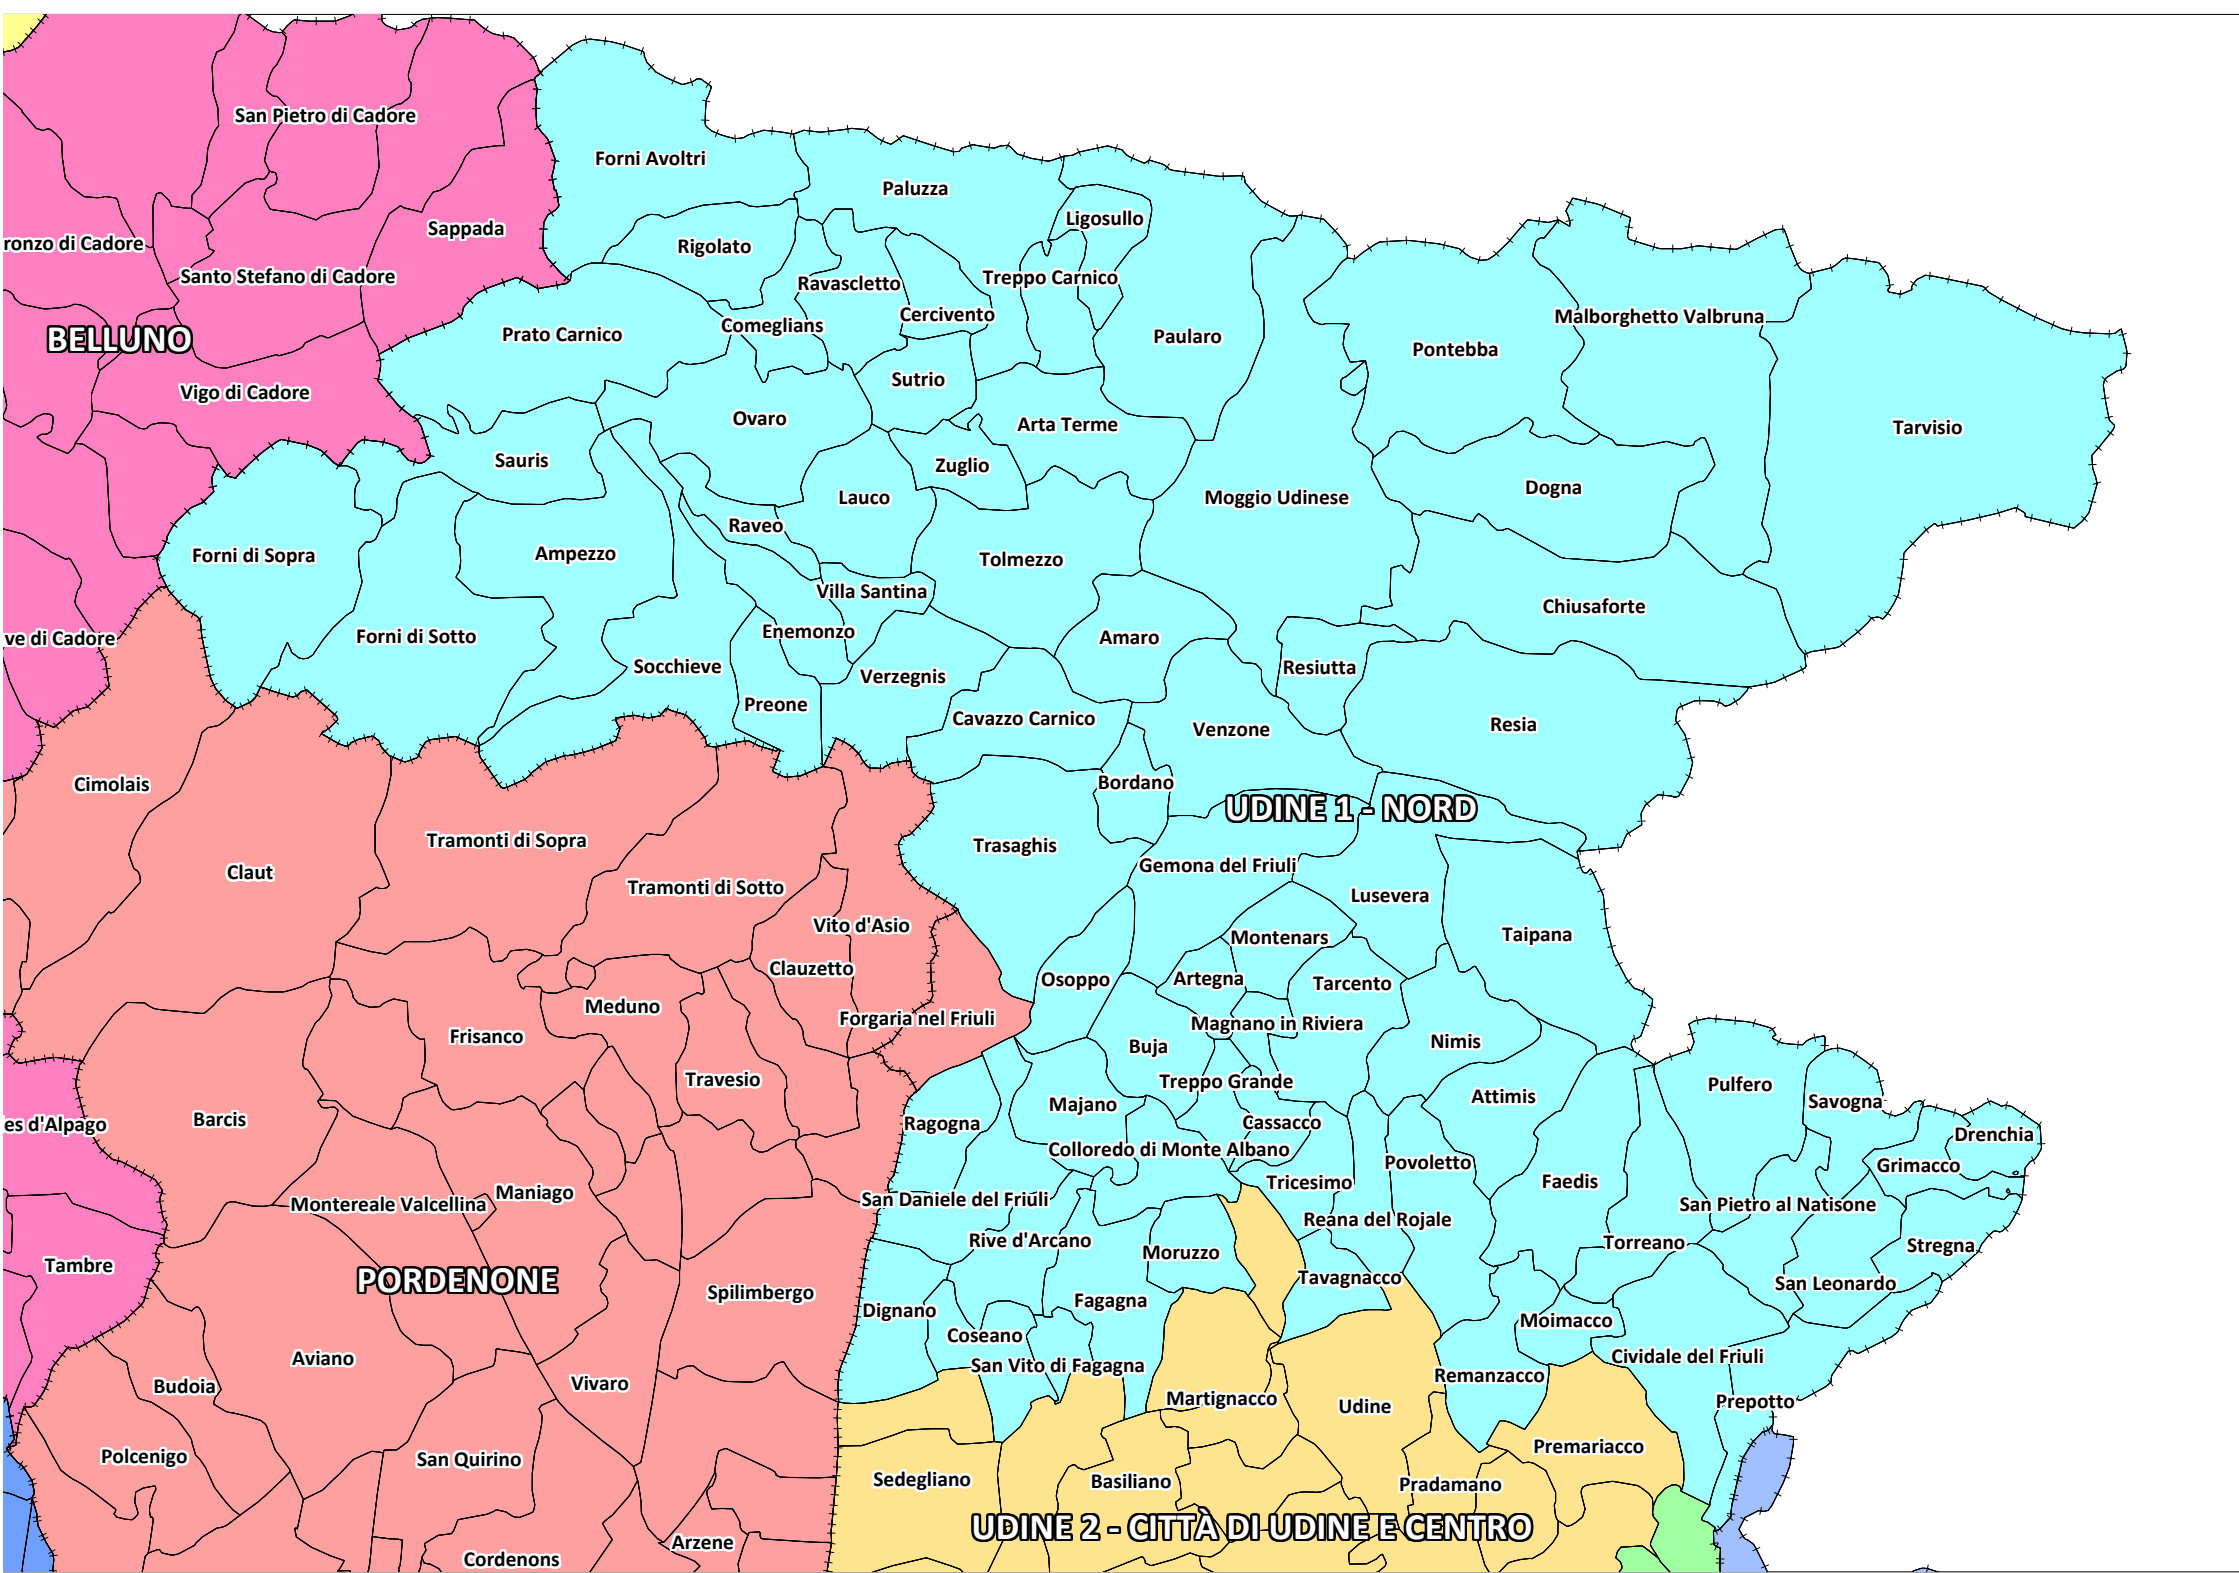 San Pietro di Cadore
Forni Avoltri
Paluzza
Ligosullo
Sappada
ronzo di Cadore
Rigolato
Santo Stefano di Cadore
Ravascletto
Treppo Carnico
Cercivento
Malborghetto Valbruna
BELLUNO
Prato Carnico
Comeglians
Paularo
Pontebba
Sutrio
Vigo di Cadore
Ovaro
Arta Terme
Tarvisio
Sauris
Zuglio
Lauco
Moggio Udinese
Dogna
Raveo
Forni di Sopra
Ampezzo
Tolmezzo
Villa Santina
Chiusaforte
ve di Cadore
Forni di Sotto
Enemonzo
Amaro
Socchieve
Verzegnis
Resiutta
Preone
Cavazzo Carnico
Venzone
Resia
Cimolais
Bordano
UDINE 1 - NORD
Tramonti di Sopra
Trasaghis
Claut
Gemona del Friuli
Tramonti di Sotto
Lusevera
Vito d'Asio
Montenars
Taipana
Clauzetto
Osoppo
Artegna
Tarcento
Meduno
Forgaria nel Friuli
Magnano in Riviera
Frisanco
Buja
Nimis
Travesio
Treppo Grande
Pulfero
Attimis
Majano
Savogna
Barcis
es d'Alpago
Ragogna
Cassacco
Drenchia
Colloredo di Monte Albano
Povoletto
Grimacco
Faedis
Tricesimo
Maniago
Montereale Valcellina
San Daniele del Friuli
San Pietro al Natisone
Reana del Rojale
Rive d'Arcano
Moruzzo
Torreano
Stregna
Tambre
PORDENONE
Tavagnacco
San Leonardo
Spilimbergo
Dignano
Fagagna
Coseano
Moimacco
Aviano
San Vito di Fagagna
Cividale del Friuli
Budoia
Vivaro
Remanzacco
Martignacco
Udine
Prepotto
Polcenigo
San Quirino
Premariacco
Sedegliano
Basiliano
Pradamano
UDINE 2 - CITTÀ DI UDINE E CENTRO
Arzene
Cordenons